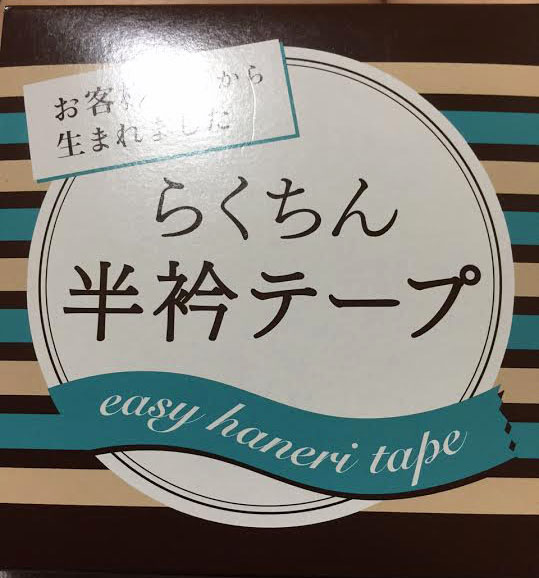 お客様 から
生まれました
らくちん
半衿テープ
easy haneri tape